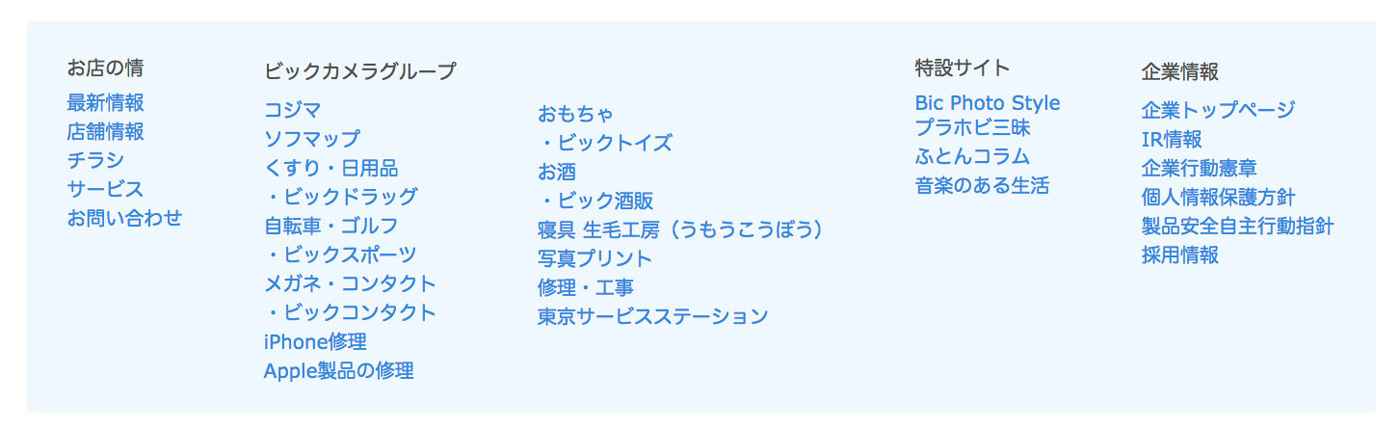 お店の情
最新情報
店舗情報
チラシ
サービス
お問い合わせ
ビックカメラグループ
コジマ
ソフマップ
くすり・日用品
・ビックドラッグ
自転車・ゴルフ
・ビックスポーツ
メガネ・コンタクト
・ビックコンタクト
iPhone修理
Apple製品の修理
おもちゃ
・ビックトイズ
お酒
・ビック酒販
寝具 生毛工房（うもうこうぼう）
写真プリント
修理・工事
東京サービスステーション
特設サイト
Bic Photo Style
プラホビ三昧
ふとんコラム
音楽のある生活
企業情報
企業トップページ
IR情報
企業行動憲章
個人情報保護方針
製品安全自主行動指針
採用情報